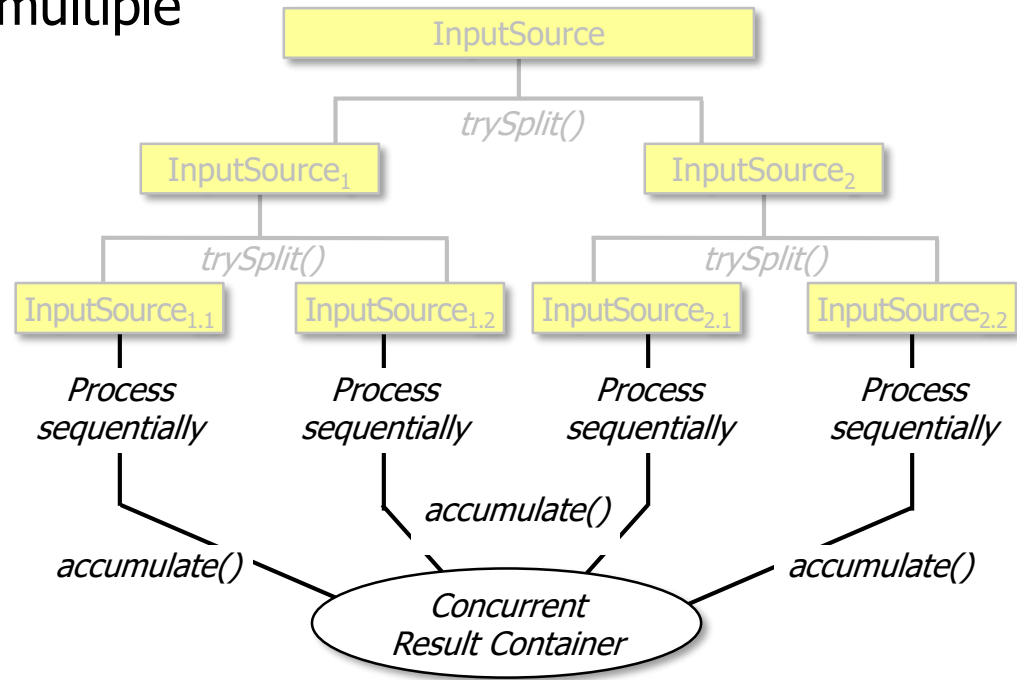 multiple
InputSource
trySplit()
InputSource₁ InputSource₂
trySplit() trySplit()
InputSource₁.₁ InputSource₁.₂ InputSource₂.₁ InputSource₂.₂
Process Process Process Process
sequentially sequentially sequentially sequentially
accumulate()
accumulate() accumulate()
Concurrent
Result Container